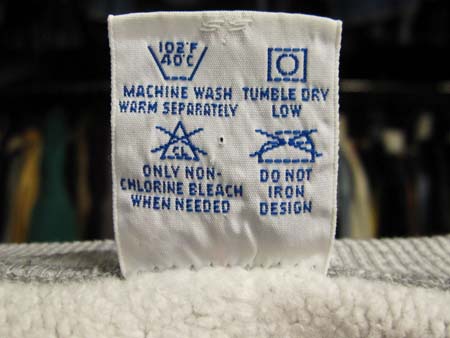 102°F
40°C
MACHINE WASH
WARM SEPARATELY
TUMBLE DRY
LOW
CL
ONLY NON-
CHLORINE BLEACH
WHEN NEEDED
DO NOT
IRON
DESIGN